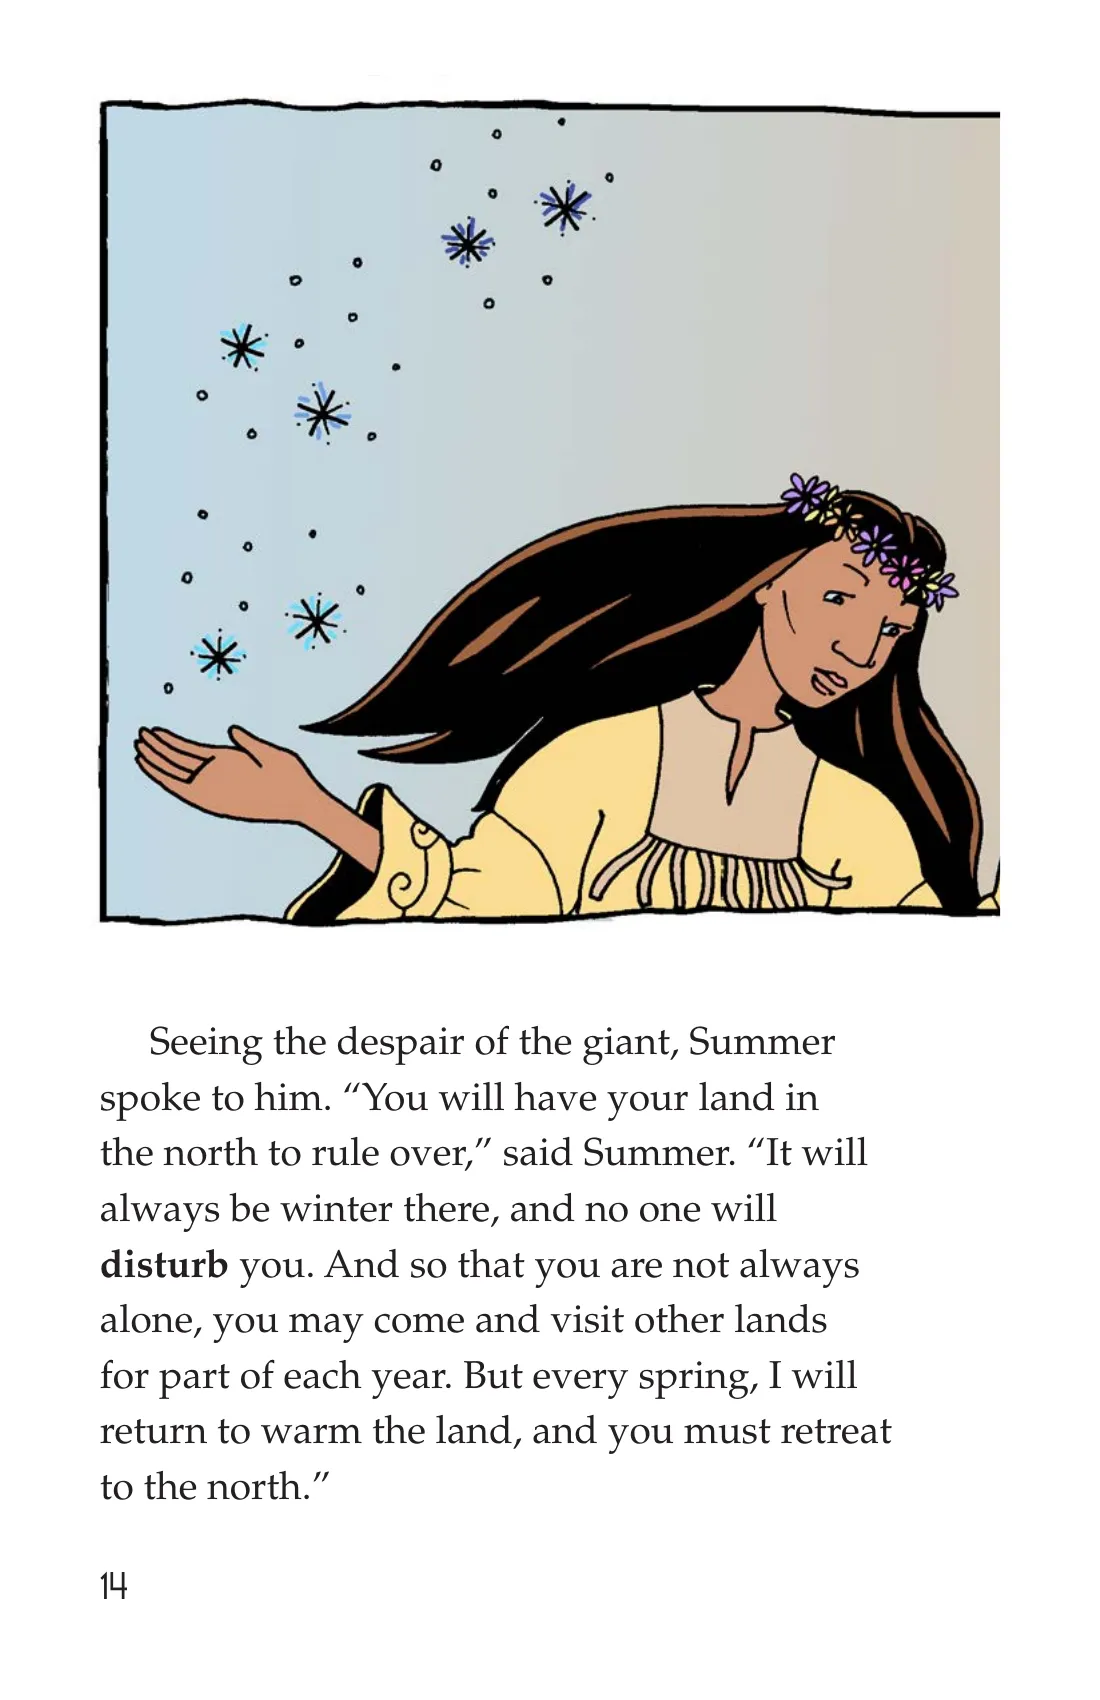 Seeing the despair of the giant, Summer
spoke to him. “You will have your land in
the north to rule over,” said Summer. “It will
always be winter there, and no one will
disturb you. And so that you are not always
alone, you may come and visit other lands
for part of each year. But every spring, I will
return to warm the land, and you must retreat
to the north.”
14